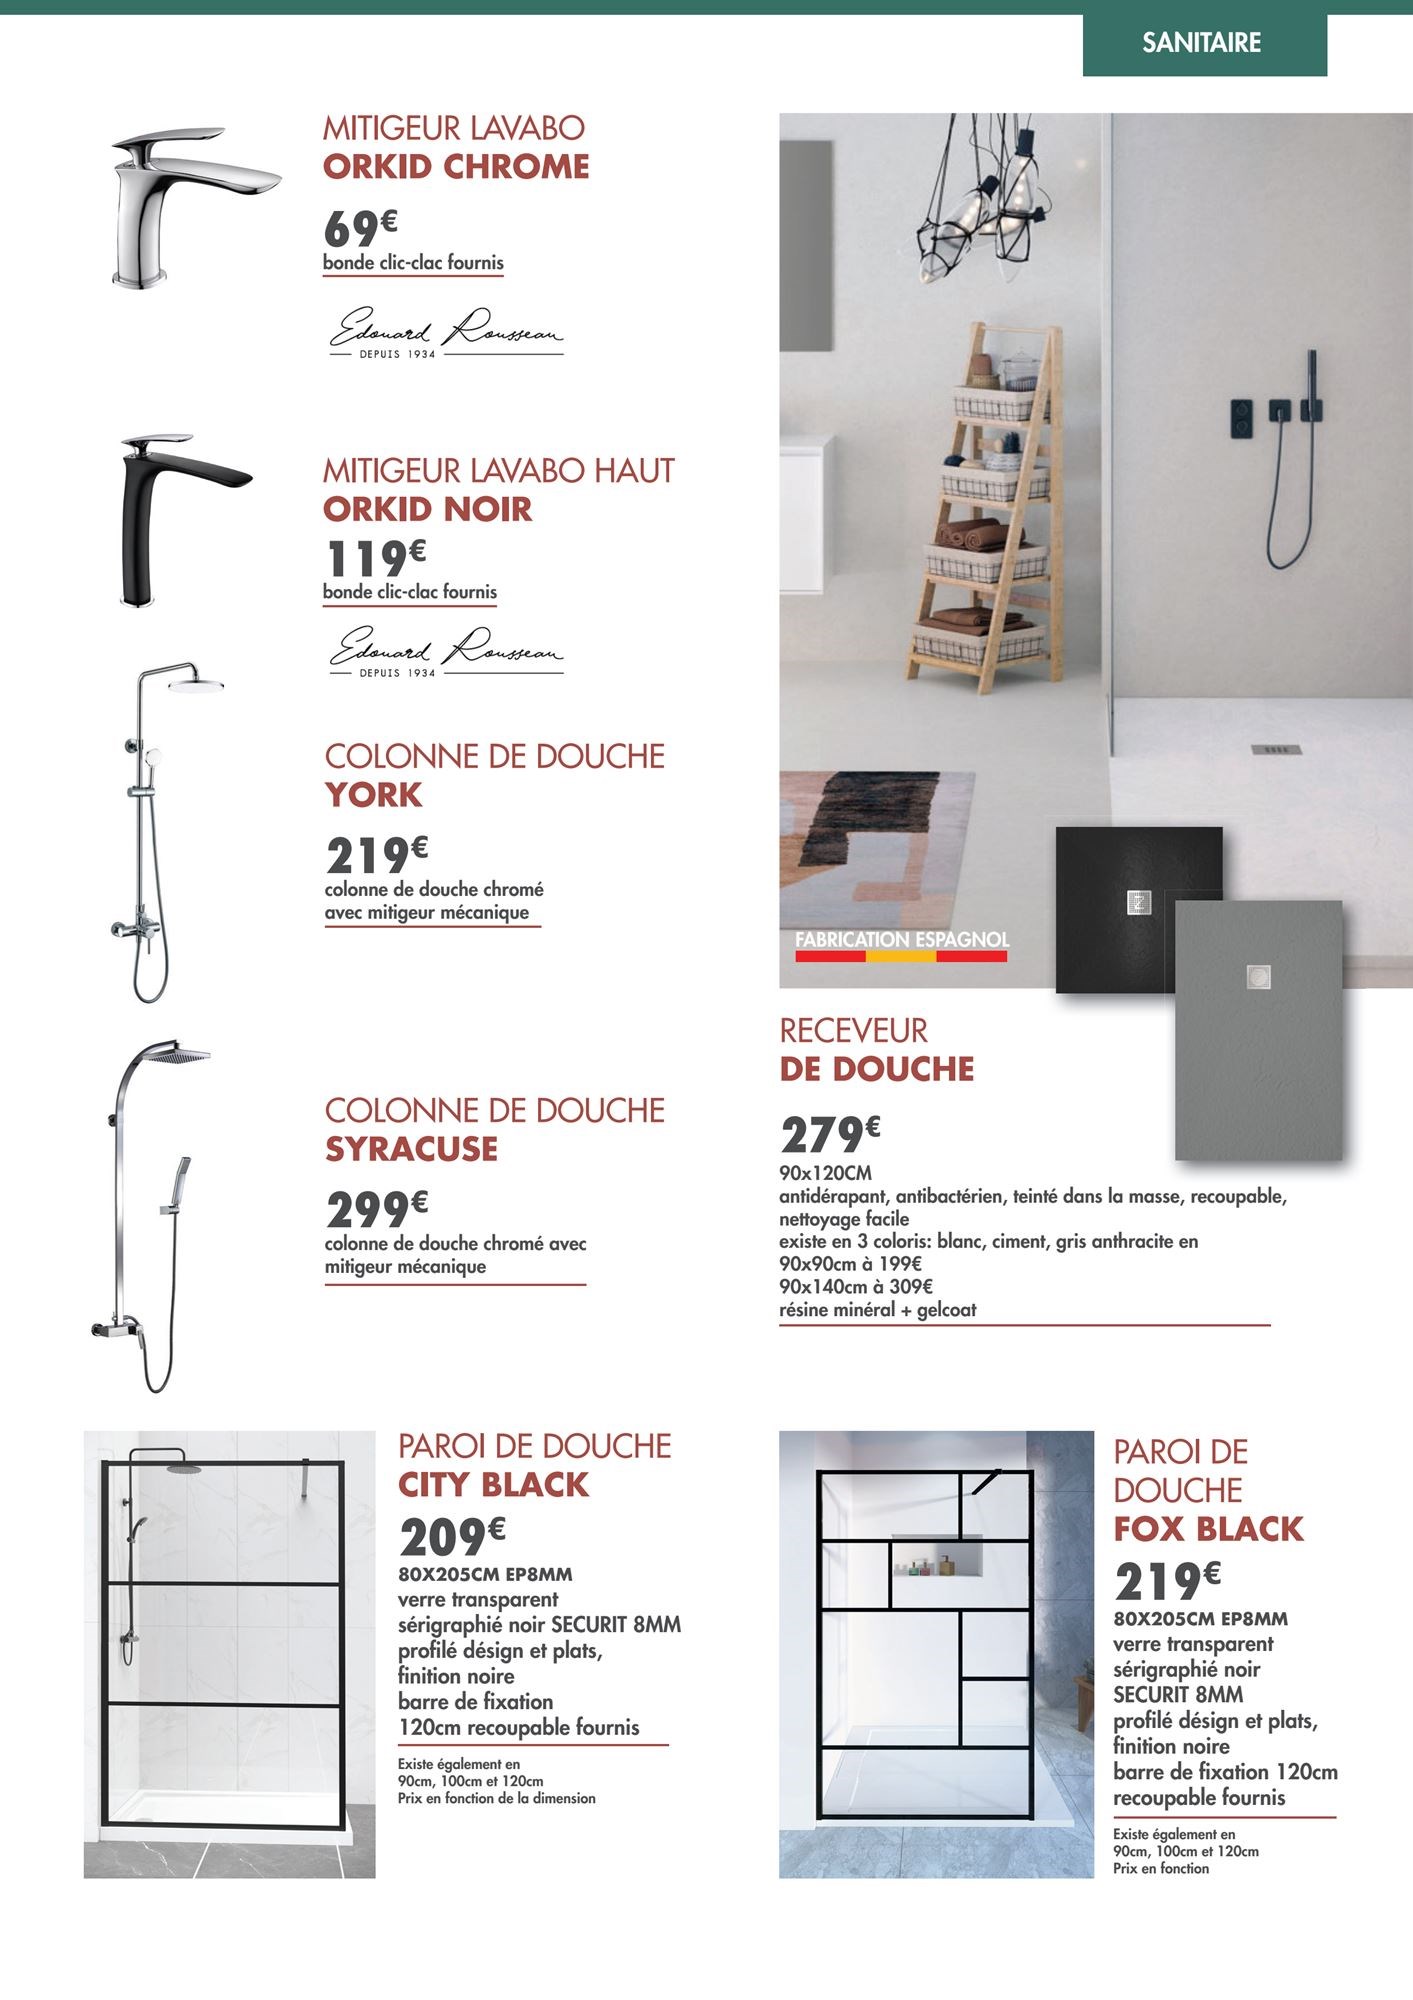 SANITAIRE
MITIGEUR LAVABO
ORKID CHROME
69€
bonde clic-clac fournis
Edouard Rousseau
DEPUIS 1934
MITIGEUR LAVABO HAUT
ORKID NOIR
119€
bonde clic-clac fournis
Edouard Rousseau
DEPUIS 1934
COLONNE DE DOUCHE
YORK
219€
colonne de douche chromé
avec mitigeur mécanique
COLONNE DE DOUCHE
SYRACUSE
299€
colonne de douche chromé avec
mitigeur mécanique
FABRICATION ESPAGNOL
RECEVEUR
DE DOUCHE
279€
90x120CM
antidérapant, antibactérien, teinté dans la masse, recoupable,
nettoyage facile
existe en 3 coloris: blanc, ciment, gris anthracite en
90x90cm à 199€
90x140cm à 309€
résine minéral + gelcoat
PAROI DE DOUCHE
CITY BLACK
209€
80X205CM EP8MM
verre transparent
sérigraphié noir SECURIT 8MM
profilé désign et plats,
finition noire
barre de fixation
120cm recoupable fournis
Existe également en
90cm, 100cm et 120cm
Prix en fonction de la dimension
PAROI DE
DOUCHE
FOX BLACK
219€
80X205CM EP8MM
verre transparent
sérigraphié noir
SECURIT 8MM
profilé désign et plats,
finition noire
barre de fixation 120cm
recoupable fournis
Existe également en
90cm, 100cm et 120cm
Prix en fonction